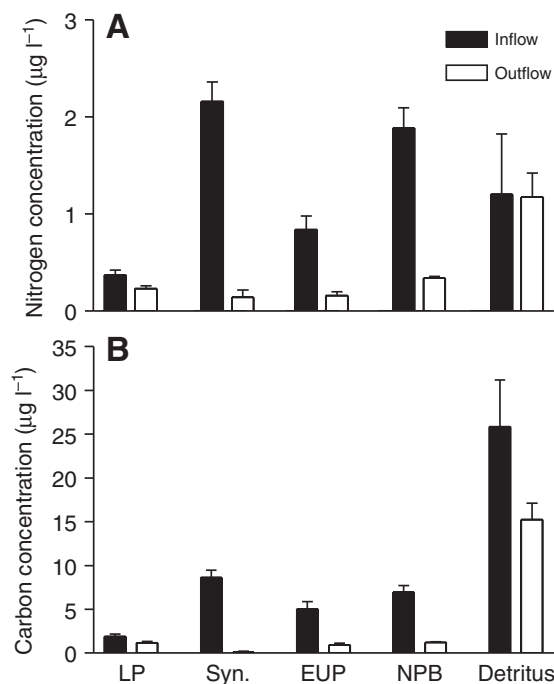 A
Nitrogen concentration (µg l⁻¹)
3
2
1
0
Inflow
Outflow
B
Carbon concentration (µg l⁻¹)
35
30
25
20
15
10
5
0
LP Syn. EUP NPB Detritus